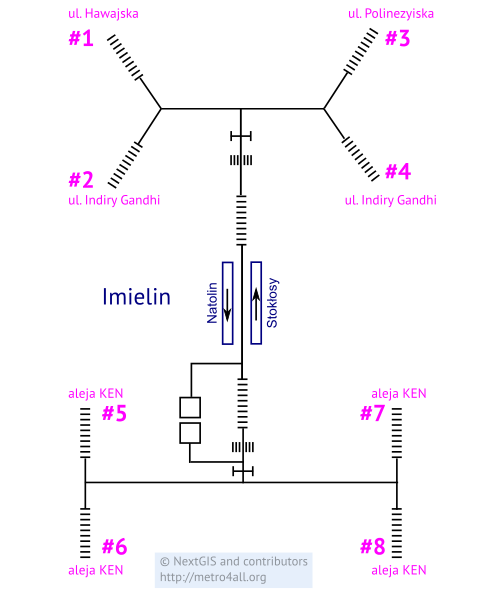 ul. Hawajska
#1
ul. Polinezyiska
#3
#2
ul. Indiry Gandhi
#4
ul. Indiry Gandhi
Imielin
Natolin
Stokłosy
aleja KEN
#5
aleja KEN
#7
#6
aleja KEN
#8
aleja KEN
© NextGIS and contributors
http://metro4all.org